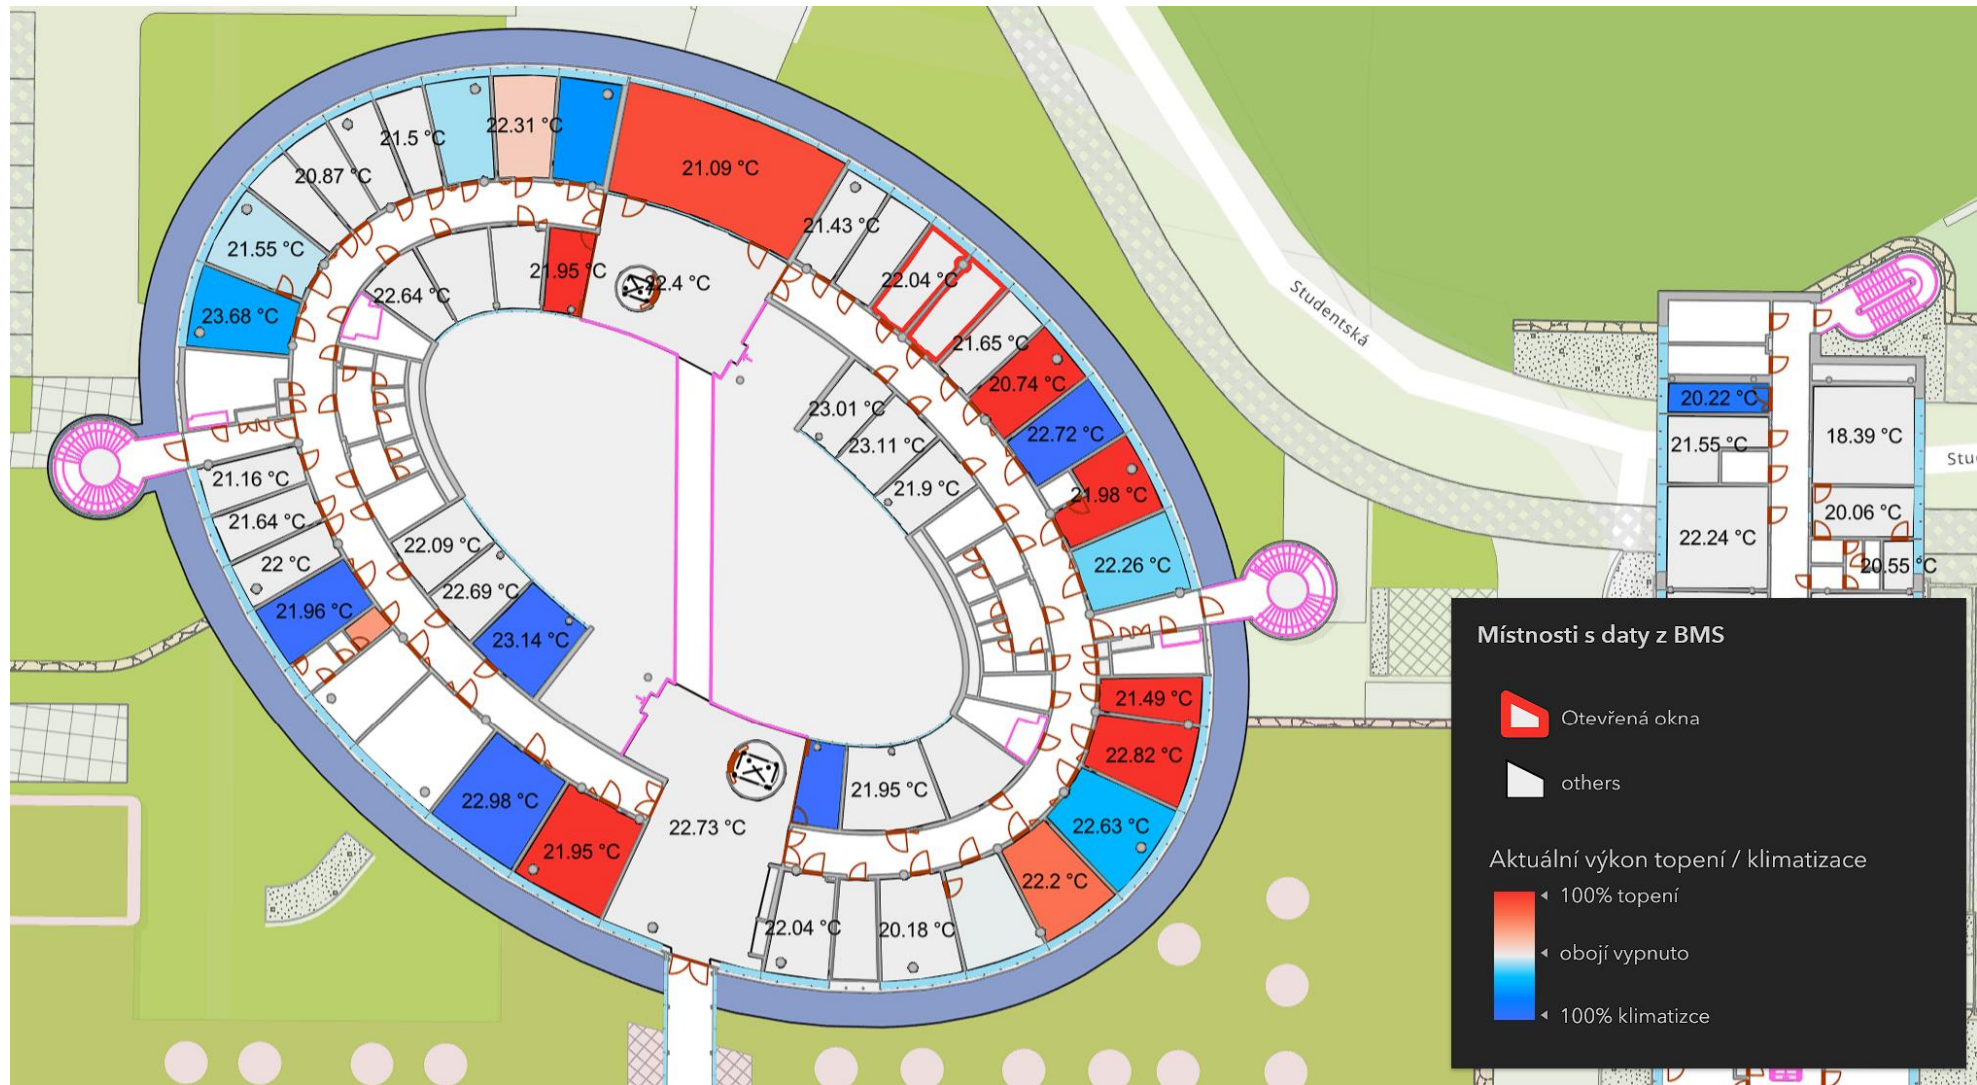 22.31 °C
21.5 °C
21.09 °C
20.87 °C
21.43 °C
21.55 °C
21.95 °C
22.4 °C
22.04 °C
22.64 °C
23.68 °C
Studentská
21.65 °C
20.74 °C
20.22 °C
23.01 °C
22.72 °C
18.39 °C
23.11 °C
21.55 °C
Stu
21.16 °C
21.9 °C
21.98 °C
20.06 °C
21.64 °C
22.24 °C
22.09 °C
22 °C
22.26 °C
20.55 °C
22.69 °C
21.96 °C
23.14 °C
21.49 °C
22.82 °C
21.95 °C
22.98 °C
22.73 °C
22.63 °C
21.95 °C
22.2 °C
22.04 °C
20.18 °C
Místnosti s daty z BMS
Otevřená okna
others
Aktuální výkon topení / klimatizace
100% topení
obojí vypnuto
100% klimatizce